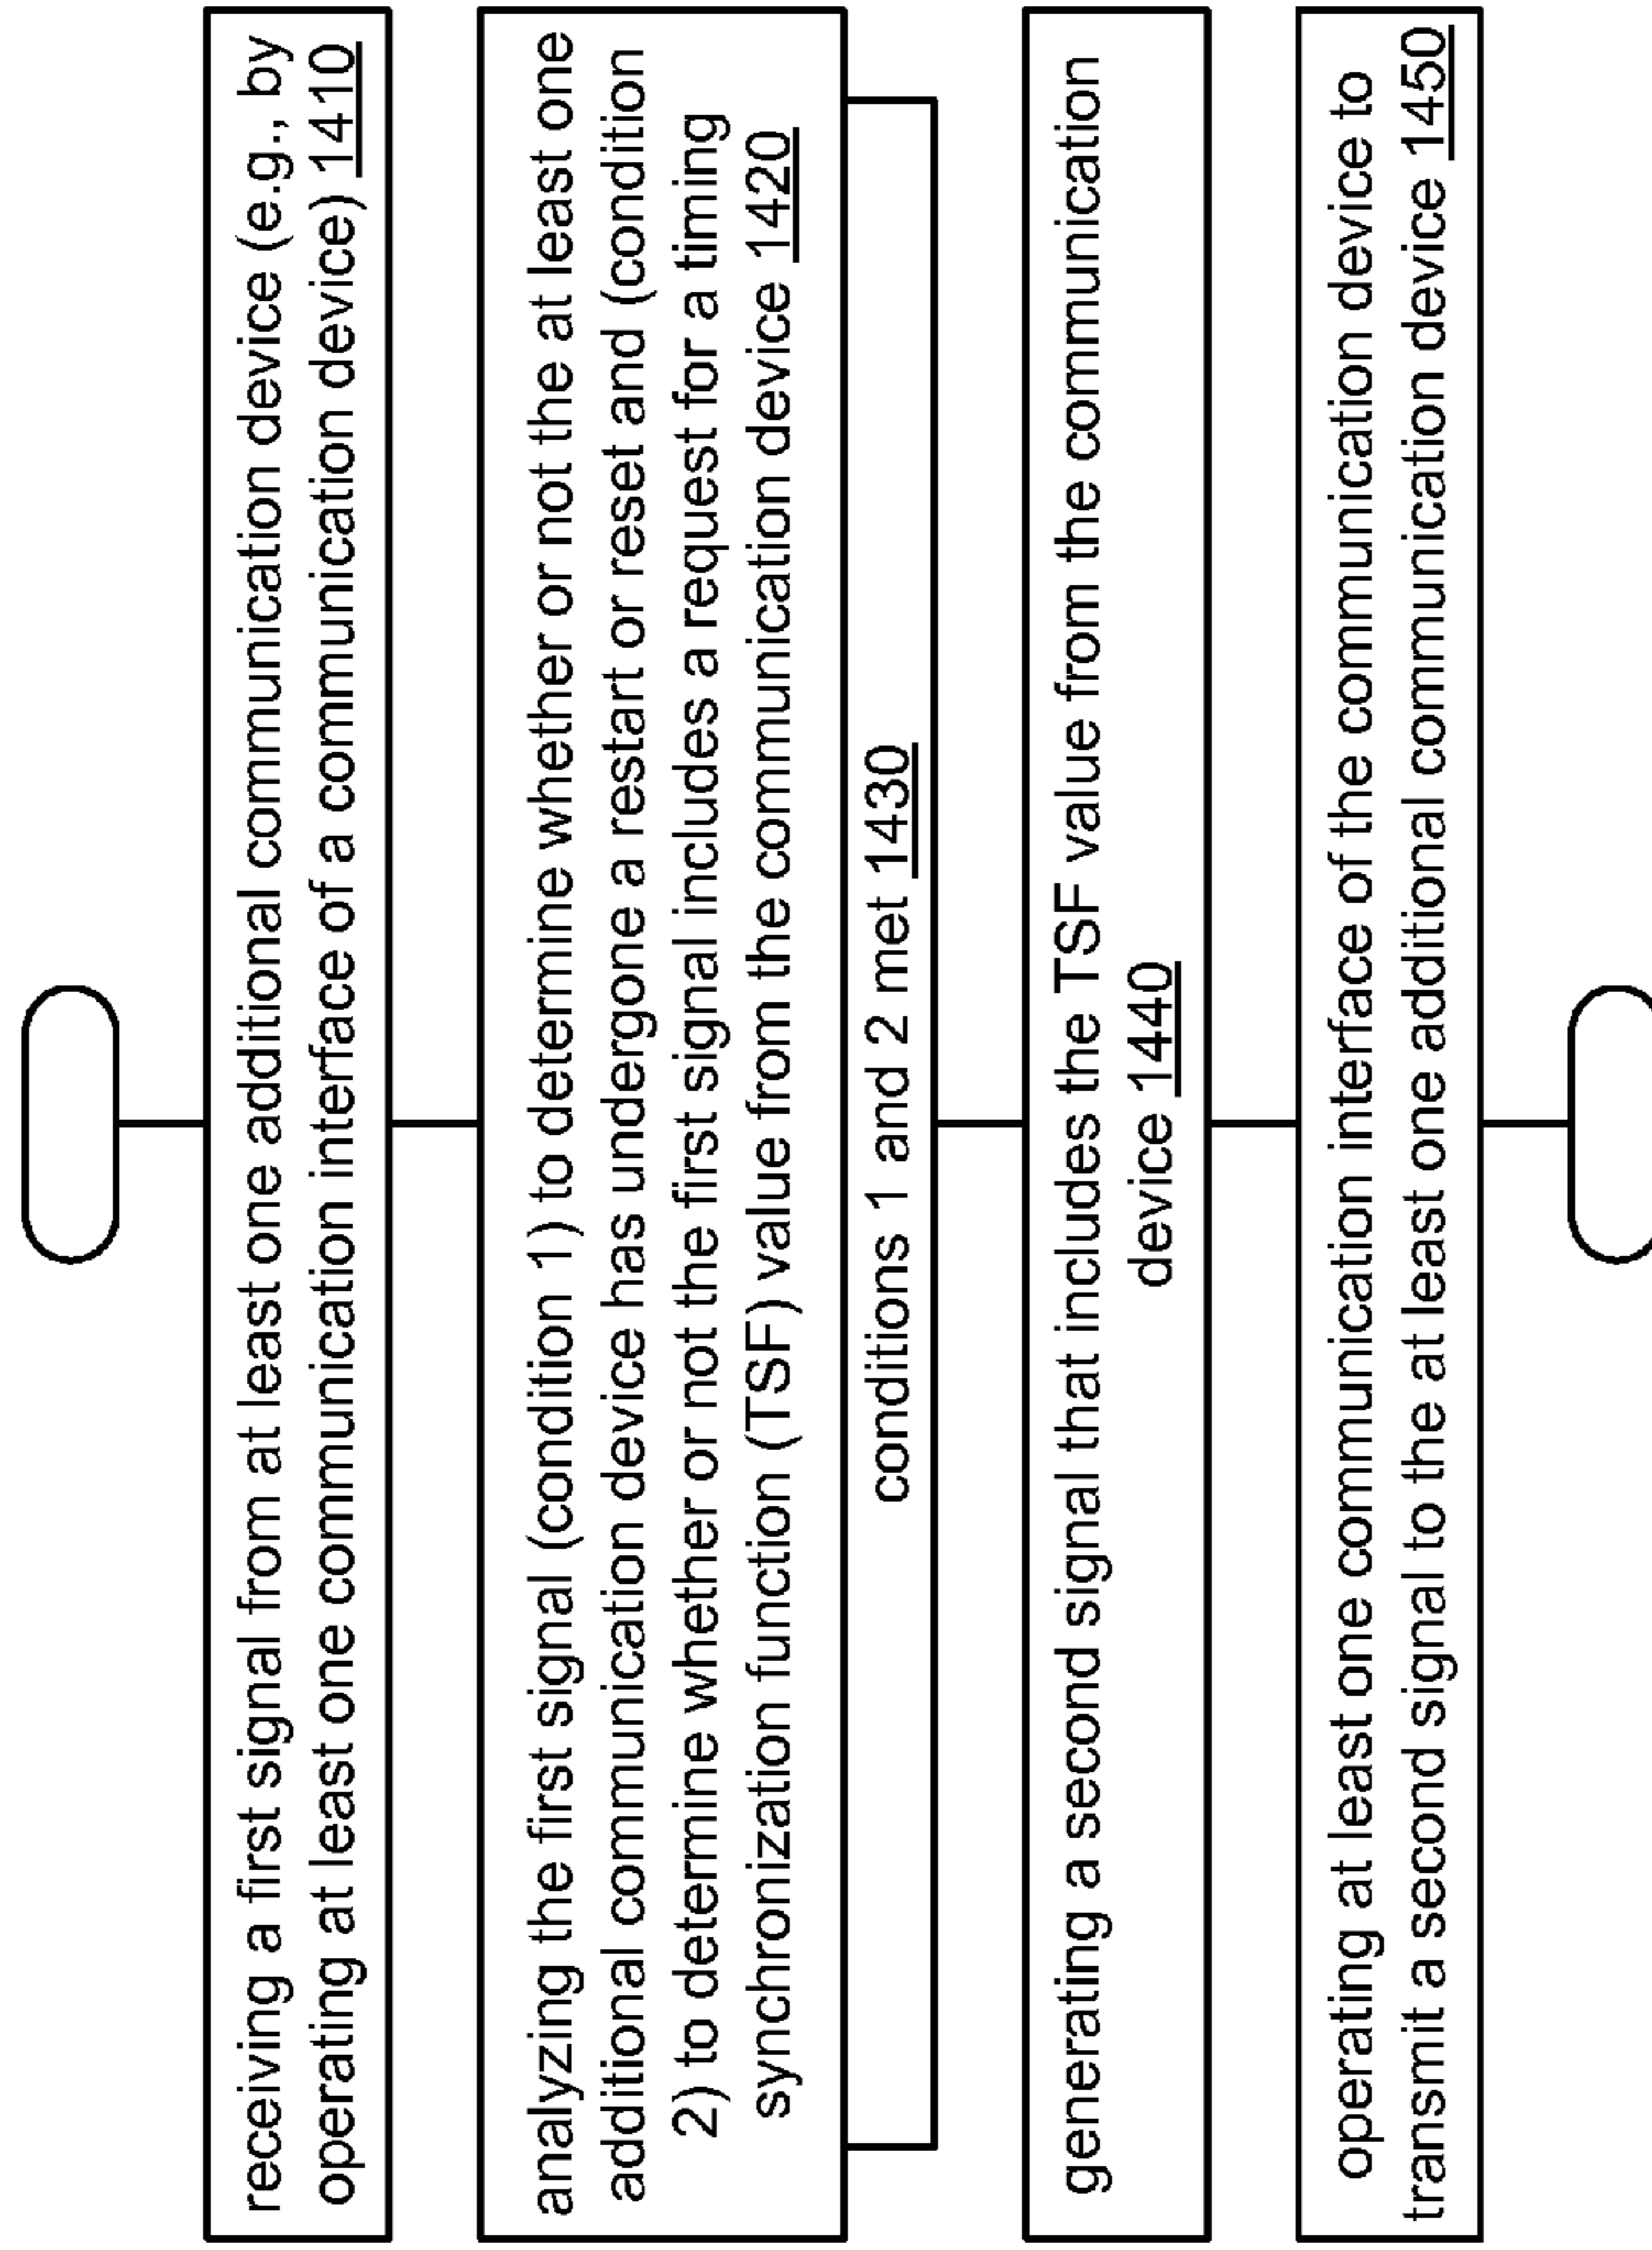 receiving a first signal from at least one additional communication device (e.g., by
operating at least one communication interface of a communication device) 1410
analyzing the first signal (condition 1) to determine whether or not the at least one
additional communication device has undergone a restart or reset and (condition
2) to determine whether or not the first signal includes a request for a timing
synchronization function (TSF) value from the communication device 1420
conditions 1 and 2 met 1430
generating a second signal that includes the TSF value from the communication
device 1440
operating at least one communication interface of the communication device to
transmit a second signal to the at least one additional communication device 1450